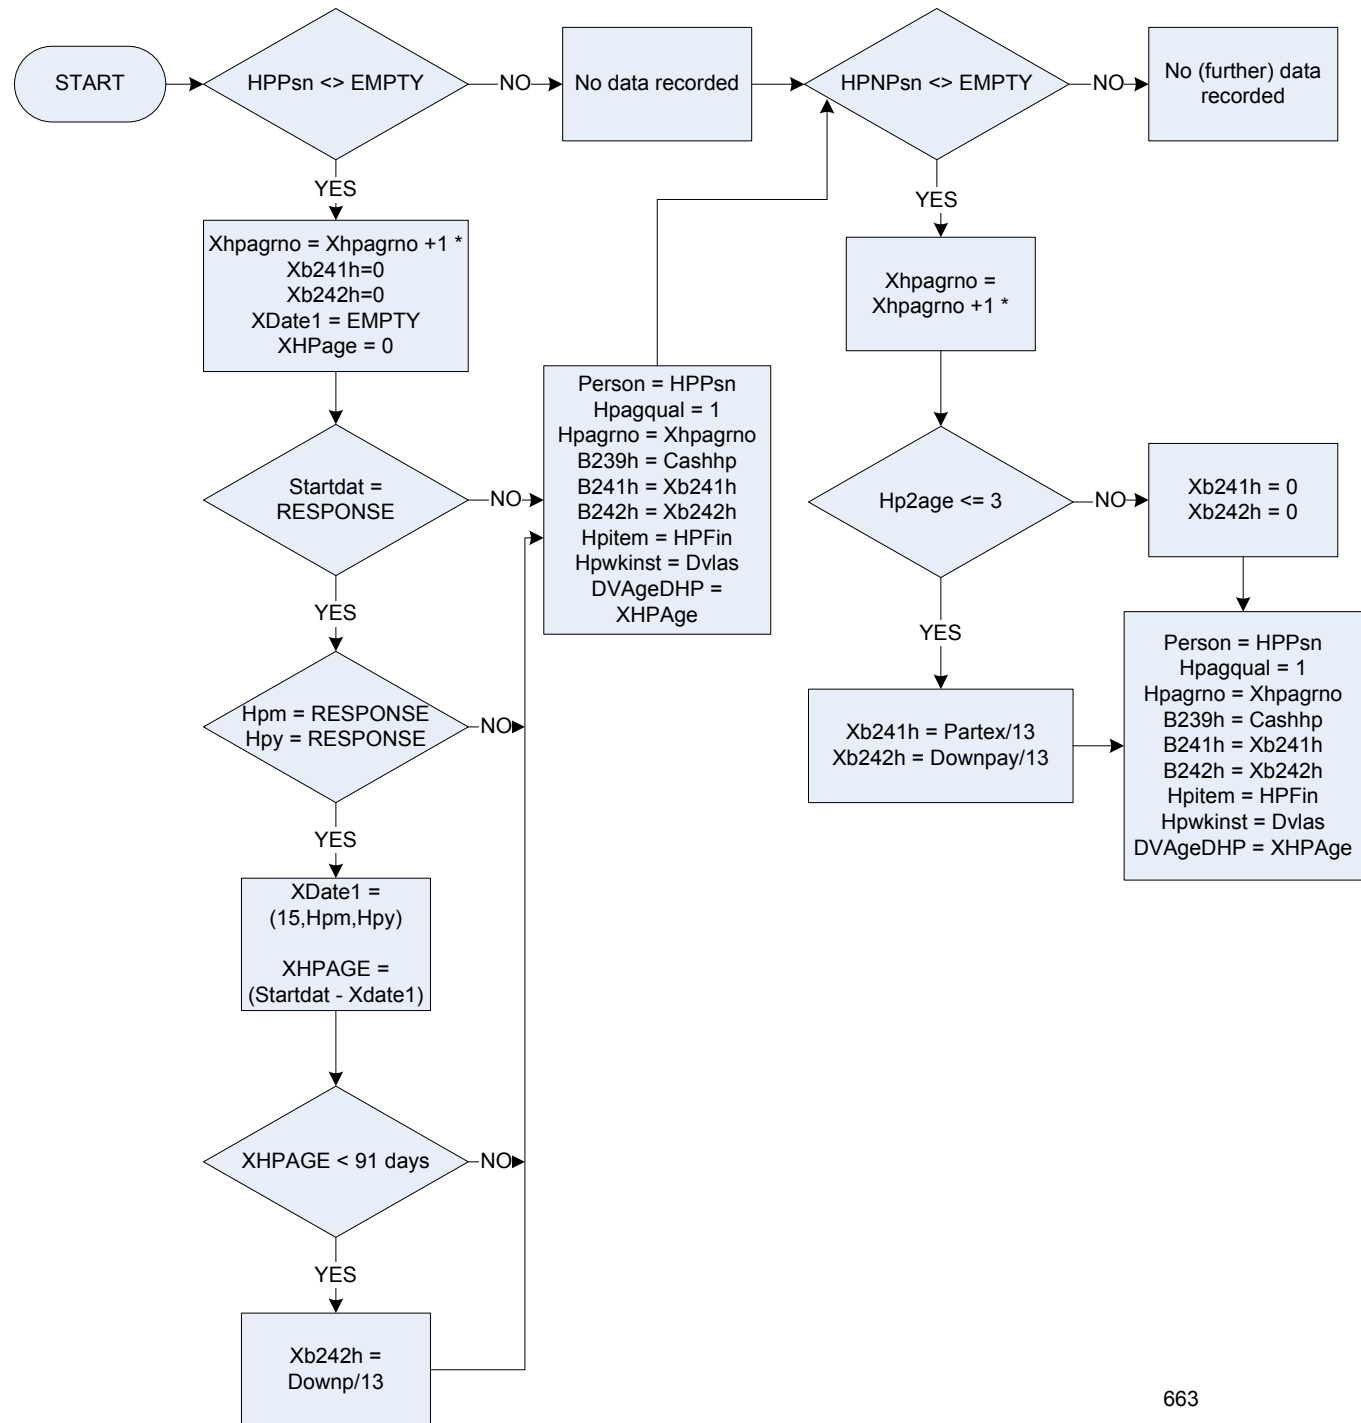 START
HPPsn <> EMPTY
NO
No data recorded
HPNPsn <> EMPTY
NO
No (further) data
recorded
YES
Xhpagrno = Xhpagrno +1 *
Xb241h=0
Xb242h=0
XDate1 = EMPTY
XHPage = 0
Startdat =
RESPONSE
NO
YES
Hpm = RESPONSE
Hpy = RESPONSE
NO
YES
XDate1 =
(15,Hpm,Hpy)
XHPAGE =
(Startdat - Xdate1)
XHPAGE < 91 days
NO
YES
Xb242h =
Downp/13
Person = HPPsn
Hpagqual = 1
Hpagrno = Xhpagrno
B239h = Cashhp
B241h = Xb241h
B242h = Xb242h
Hpitem = HPFin
Hpwkinst = Dvlas
DVAgeDHP =
XHPAge
YES
Xhpagrno =
Xhpagrno +1 *
Hp2age <= 3
NO
Xb241h = 0
Xb242h = 0
YES
Xb241h = Partex/13
Xb242h = Downpay/13
Person = HPPsn
Hpagqual = 1
Hpagrno = Xhpagrno
B239h = Cashhp
B241h = Xb241h
B242h = Xb242h
Hpitem = HPFin
Hpwkinst = Dvlas
DVAgeDHP = XHPAge
663